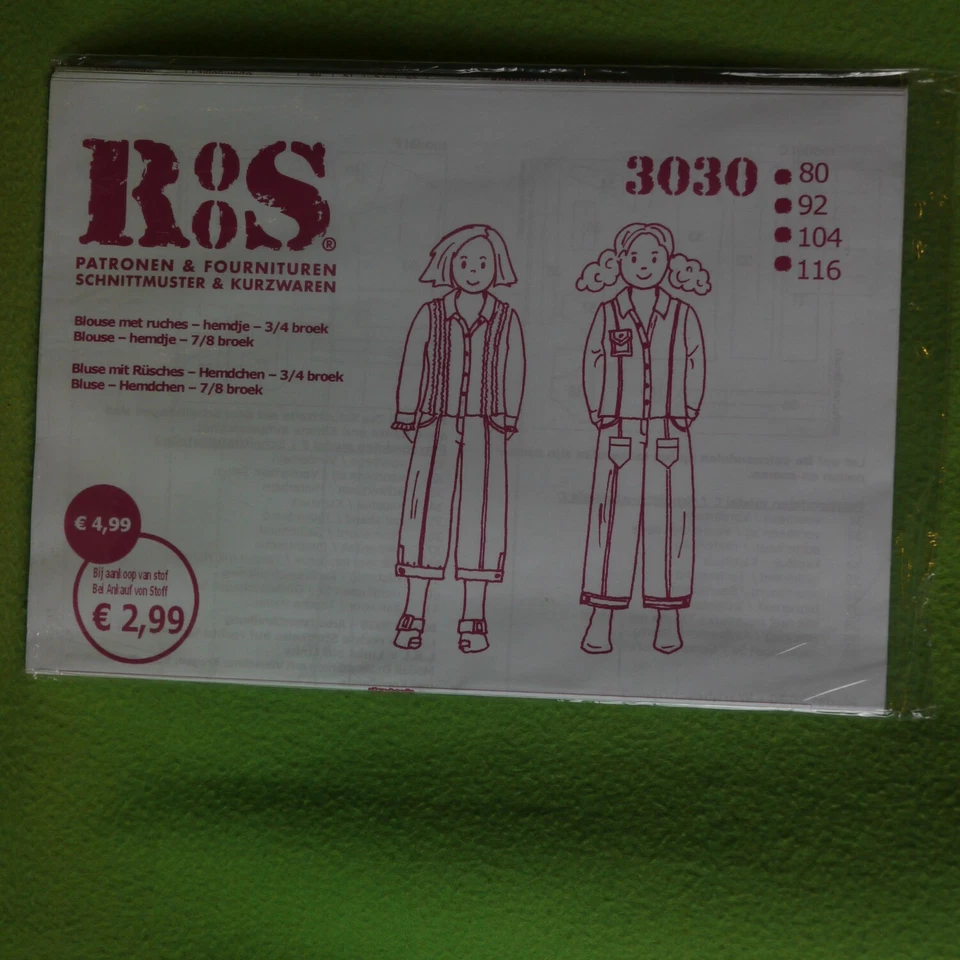 ROOS®
PATRONEN & FOURNITUREN
SCHNITTMUSTER & KURZWAREN
Blouse met ruches – hemdje – 3/4 broek
Blouse – hemdje – 7/8 broek
Bluse mit Rüsches – Hemdchen – 3/4 broek
Bluse – Hemdchen – 7/8 broek
3030
80
92
104
116
€ 4,99
Bij aankoop van stof
Bei Ankauf von Stoff
€ 2,99